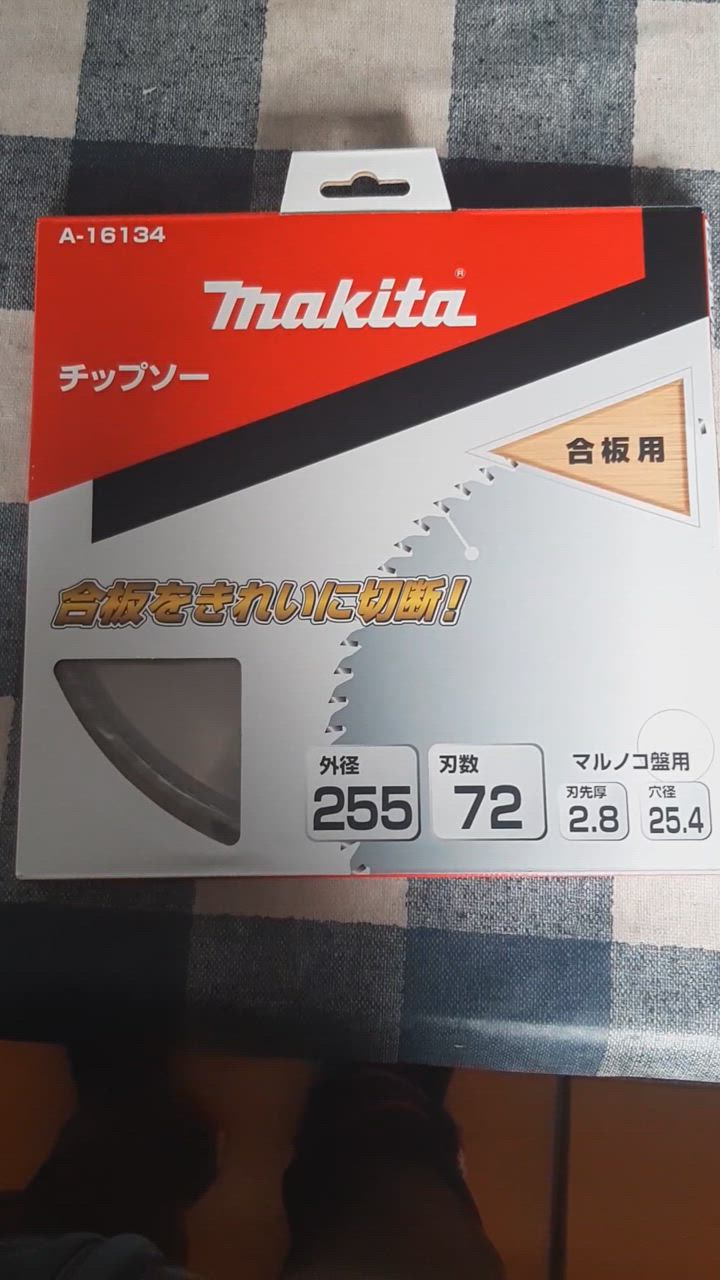 A-16134
makita®
チップソー
合板用
合板をきれいに切断!
外径
255
刃数
72
マルノコ盤用
刃先厚
2.8
穴径
25.4